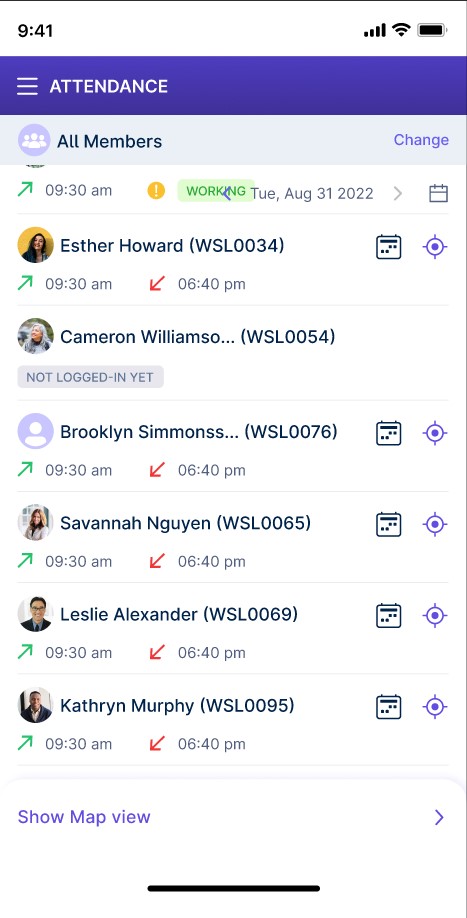 9:41
ATTENDANCE
All Members Change
09:30 am WORKING Tue, Aug 31 2022
Esther Howard (WSL0034)
09:30 am 06:40 pm
Cameron Williamso... (WSL0054)
NOT LOGGED-IN YET
Brooklyn Simmonss... (WSL0076)
09:30 am 06:40 pm
Savannah Nguyen (WSL0065)
09:30 am 06:40 pm
Leslie Alexander (WSL0069)
09:30 am 06:40 pm
Kathryn Murphy (WSL0095)
09:30 am 06:40 pm
Show Map view